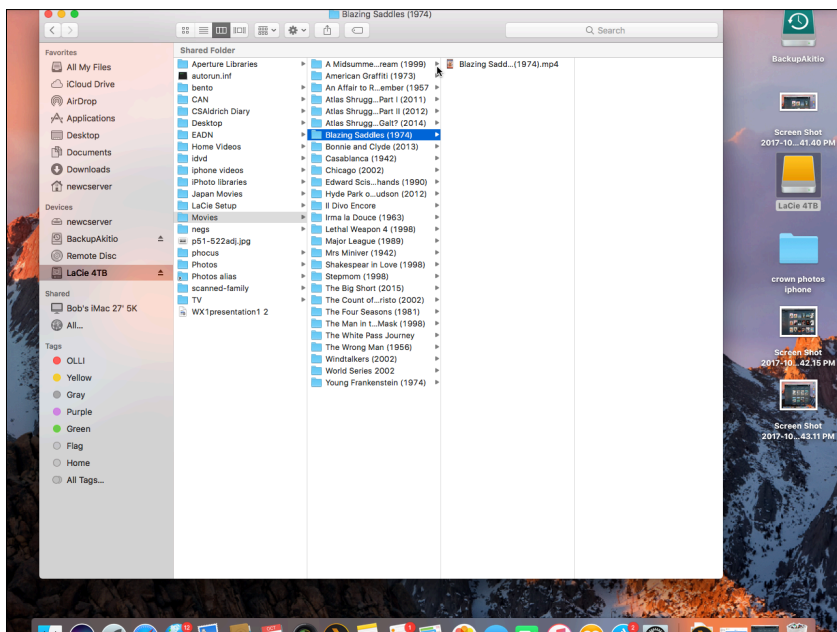 Blazing Saddles (1974)
Search
Favorites
All My Files
iCloud Drive
AirDrop
Applications
Desktop
Documents
Downloads
newcserver
Devices
newcserver
BackupAkitio
Remote Disc
LaCie 4TB
Shared
Bob's iMac 27' 5K
All...
Tags
OLLI
Yellow
Gray
Purple
Green
Flag
Home
All Tags...
Shared Folder
Aperture Libraries
autorun.inf
bento
CAN
CSAldrich Diary
Desktop
EADN
Home Videos
idvd
iphone videos
iPhoto libraries
Japan Movies
LaCie Setup
Movies
negs
p51-522adj.jpg
phocus
Photos
Photos alias
scanned-family
TV
WX1presentation1 2
A Midsumme...ream (1999)
American Graffiti (1973)
An Affair to R...ember (1957
Atlas Shrugg...Part I (2011)
Atlas Shrugg...Part II (2012)
Atlas Shrugg...Galt? (2014)
Blazing Saddles (1974)
Bonnie and Clyde (2013)
Casablanca (1942)
Chicago (2002)
Edward Scis...hands (1990)
Hyde Park o...udson (2012)
Il Divo Encore
Irma la Douce (1963)
Lethal Weapon 4 (1998)
Major League (1989)
Mrs Miniver (1942)
Shakespear in Love (1998)
Stepmom (1998)
The Big Short (2015)
The Count of...risto (2002)
The Four Seasons (1981)
The Man in t...Mask (1998)
The White Pass Journey
The Wrong Man (1956)
Windtalkers (2002)
World Series 2002
Young Frankenstein (1974)
Blazing Sadd...(1974).mp4
BackupAkitio
Screen Shot
2017-10...41.40 PM
LaCie 4TB
crown photos
iphone
Screen Shot
2017-10...42.15 PM
Screen Shot
2017-10...43.11 PM
12
OCT
1
2